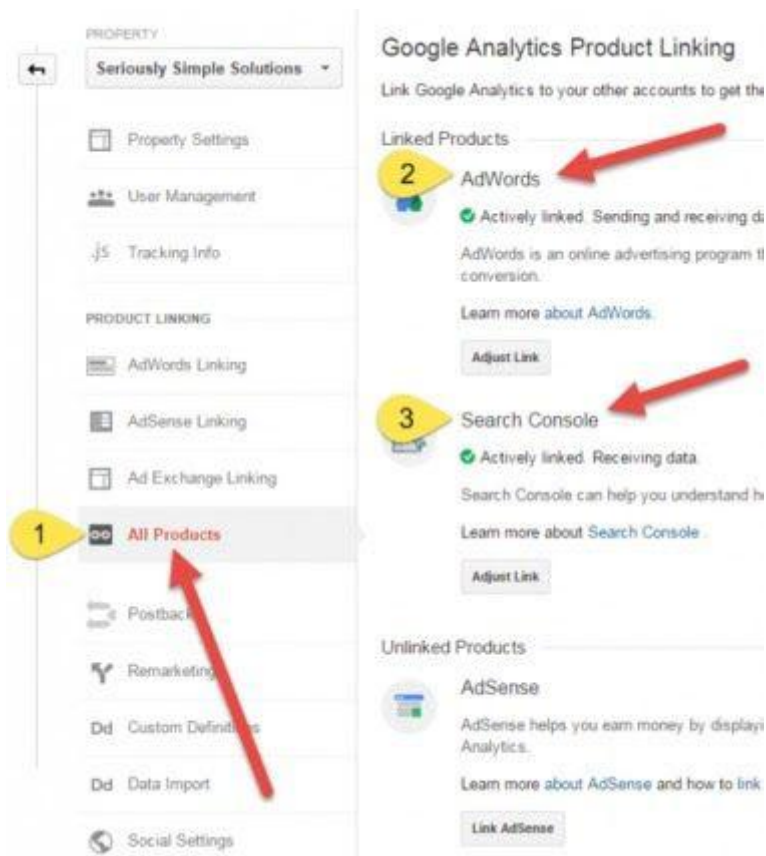 PROPERTY
Seriously Simple Solutions
Property Settings
User Management
.js Tracking Info
PRODUCT LINKING
AdWords Linking
AdSense Linking
Ad Exchange Linking
1
All Products
Remarketing
Dd Custom
Dd Data Import
Social Settings
Google Analytics Product Linking
Link Google Analytics to your other accounts to get the
Linked Products
2
AdWords
Actively linked. Sending and receiving
AdWords is an online advertising program
conversion.
Learn more about AdWords.
Adjust Link
3
Search Console
Actively linked. Receiving data.
Search Console can help you understand
Learn more about Search Console .
Adjust Link
Unlinked Products
AdSense
AdSense helps you earn money by
Analytics.
Learn more about AdSense and how to link
Link AdSense